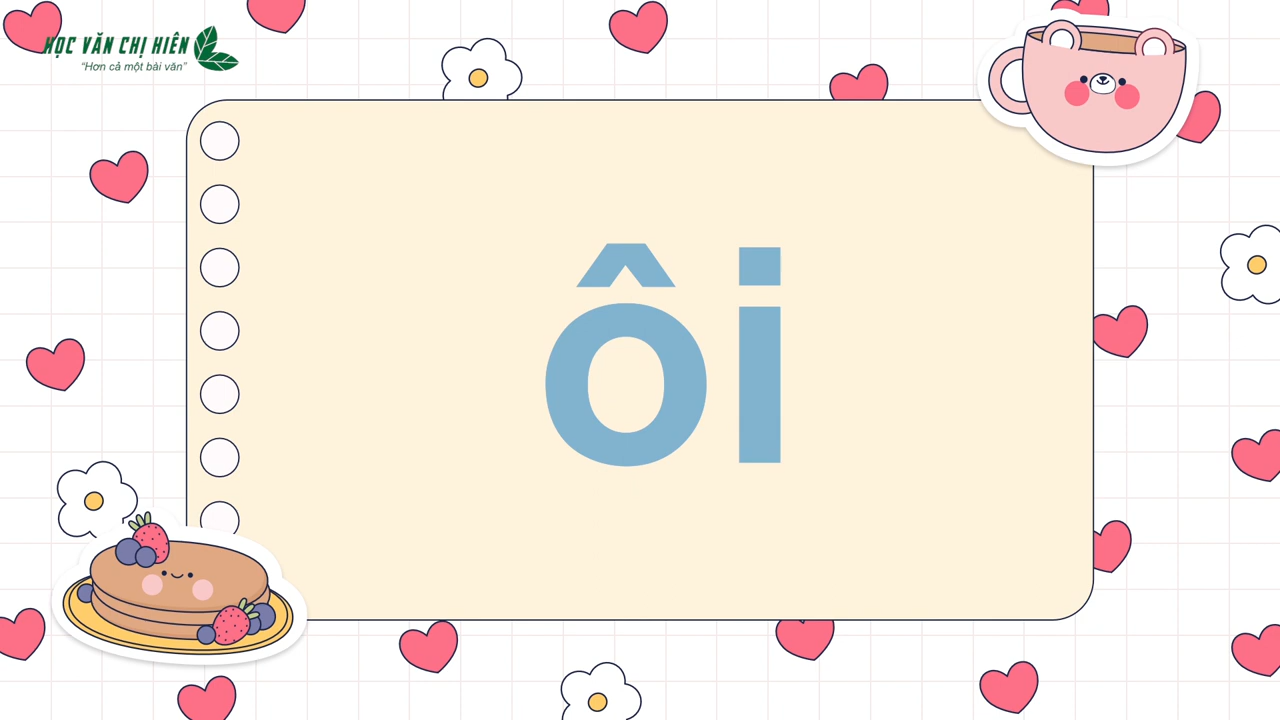 HỌC VĂN CHỊ HIÊN
"Hơn cả một bài văn"
ôi